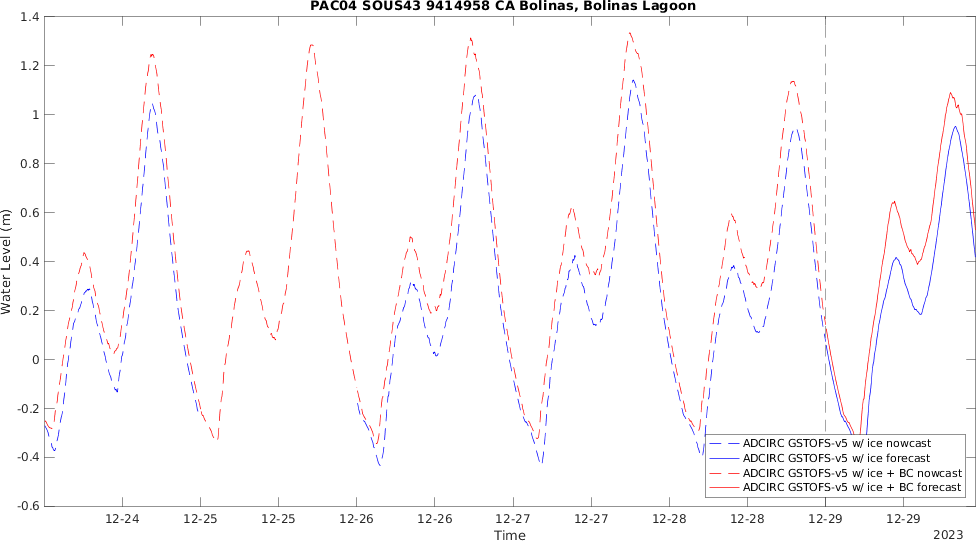 PAC04 SOUS43 9414958 CA Bolinas, Bolinas Lagoon
1.4
1.2
1
0.8
0.6
0.4
0.2
0
-0.2
-0.4
-0.6
Water Level (m)
ADCIRC GSTOFS-v5 w/ ice nowcast
ADCIRC GSTOFS-v5 w/ ice forecast
ADCIRC GSTOFS-v5 w/ ice + BC nowcast
ADCIRC GSTOFS-v5 w/ ice + BC forecast
12-24 12-25 12-25 12-26 12-26 12-27 12-27 12-28 12-28 12-29 12-29
Time
2023